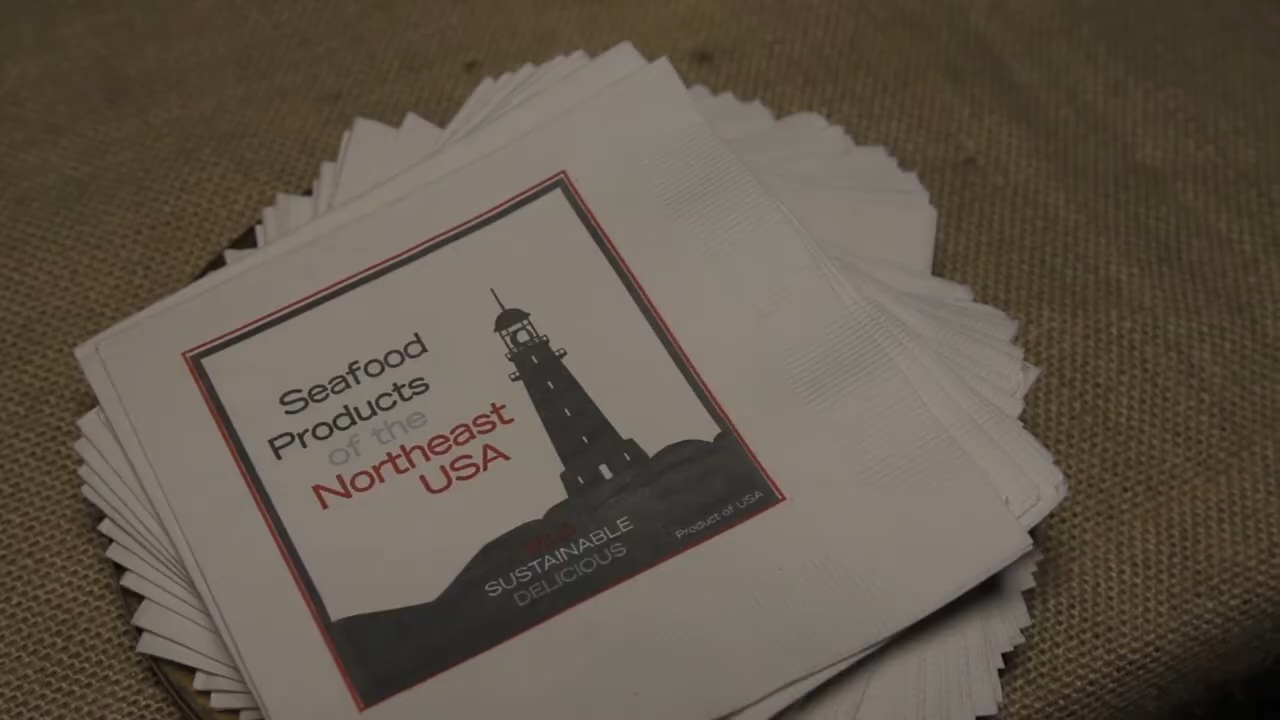 Seafood
Products
of the
Northeast
USA
SUSTAINABLE
DELICIOUS
Product of USA